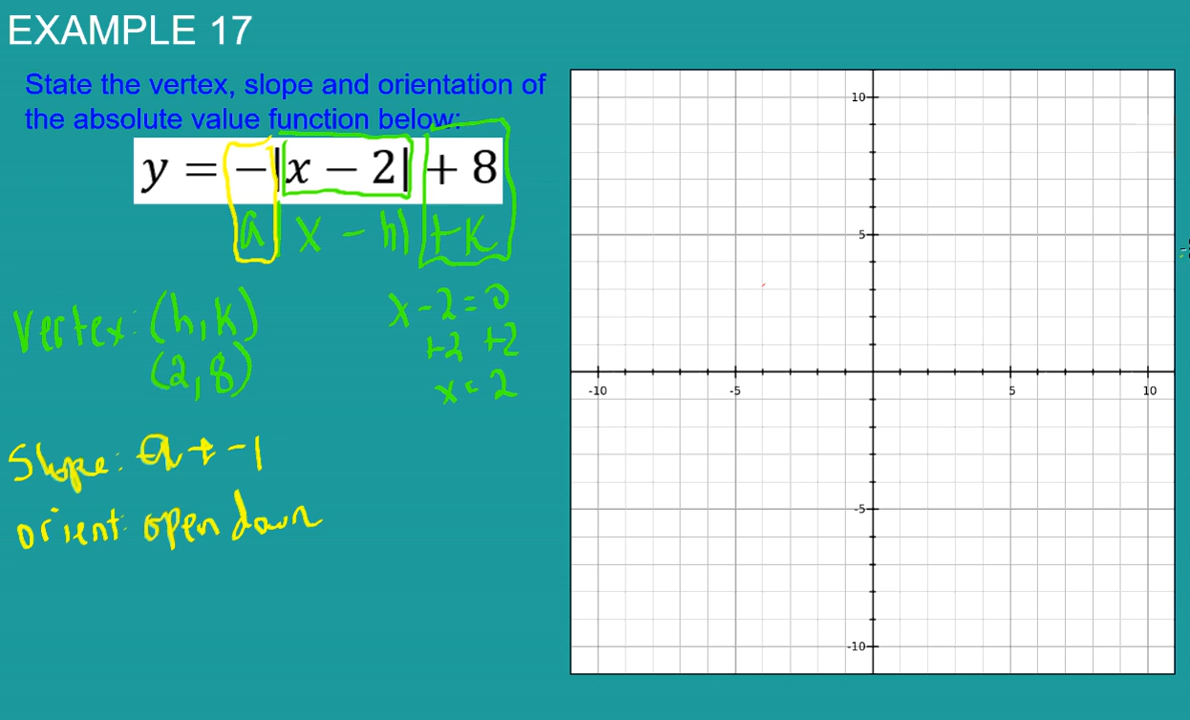 EXAMPLE 17
State the vertex, slope and orientation of
the absolute value function below:
y = −|x − 2| + 8
a| x - h| + K
Vertex: (h, K)
(2, 8)
x - 2 = 0
+2 +2
x = 2
Slope: a → -1
orient: open down
10
5
-10 -5 5 10
-5
-10